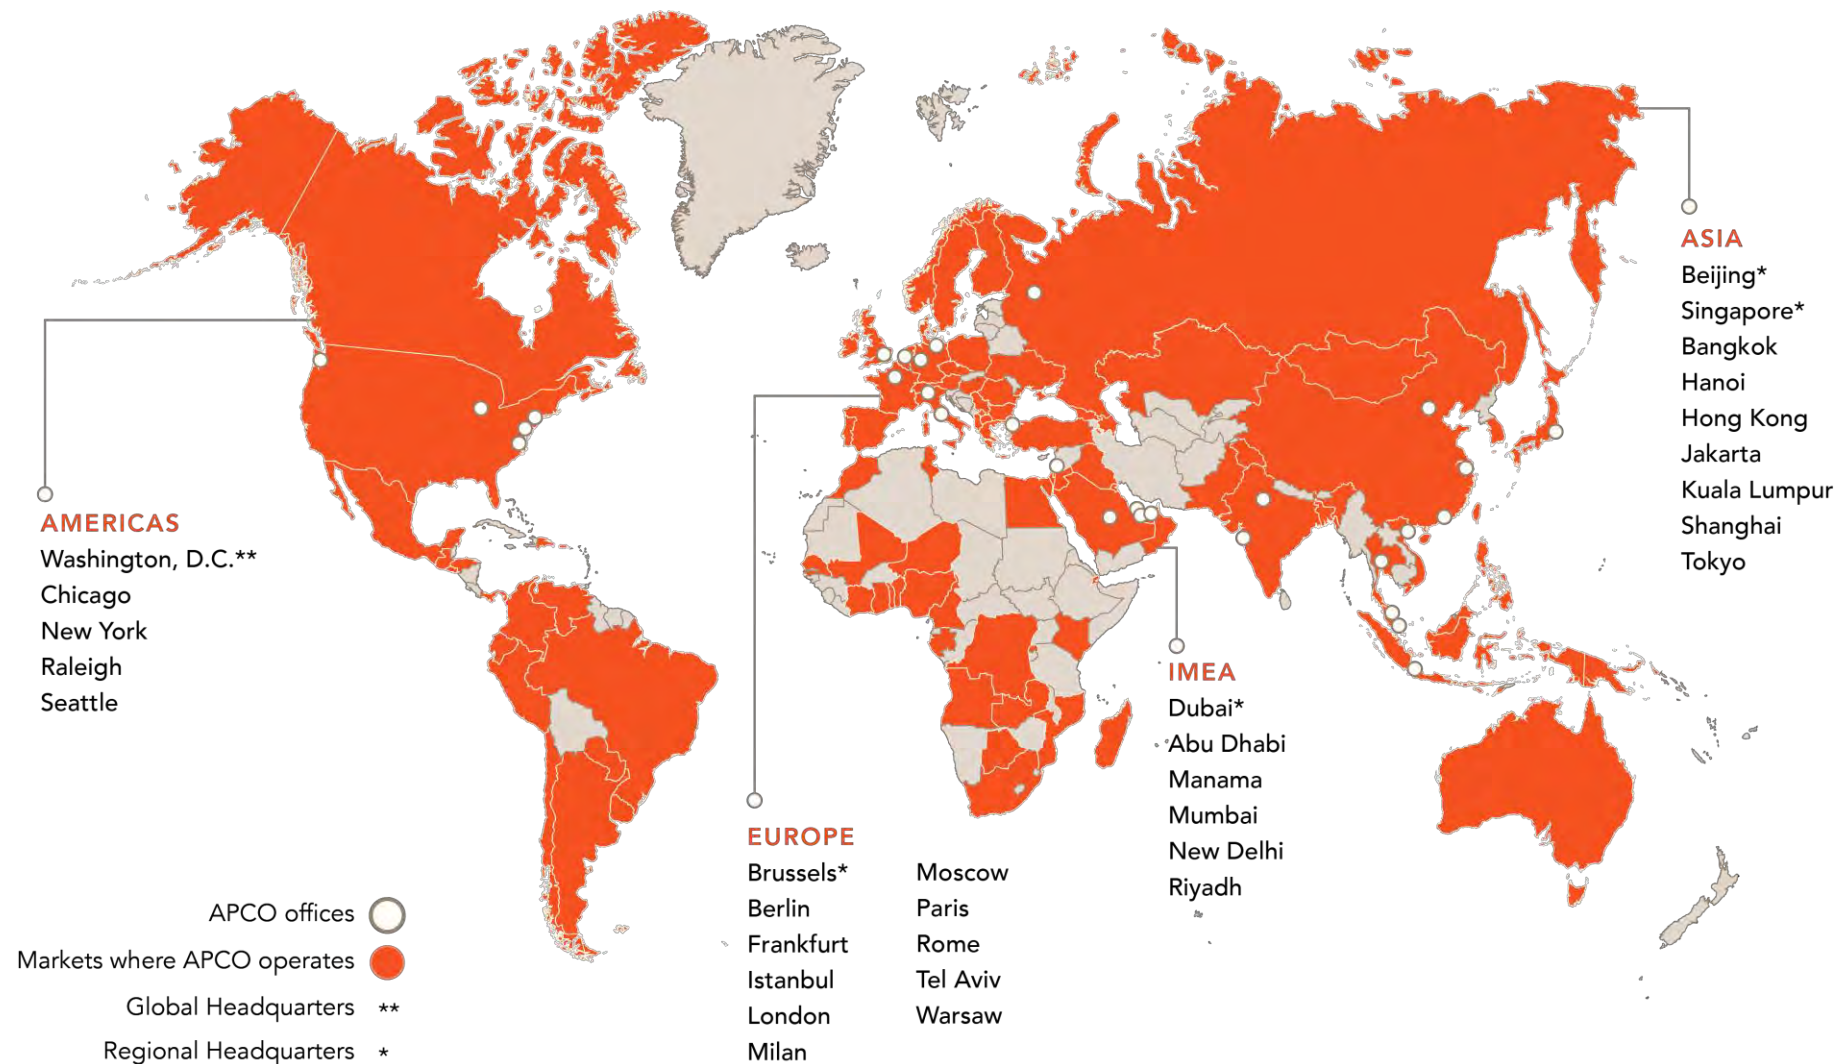 AMERICAS
Washington, D.C.**
Chicago
New York
Raleigh
Seattle
APCO offices
Markets where APCO operates
Global Headquarters **
Regional Headquarters *
EUROPE
Brussels*
Berlin
Frankfurt
Istanbul
London
Milan
Moscow
Paris
Rome
Tel Aviv
Warsaw
IMEA
Dubai*
Abu Dhabi
Manama
Mumbai
New Delhi
Riyadh
ASIA
Beijing*
Singapore*
Bangkok
Hanoi
Hong Kong
Jakarta
Kuala Lumpur
Shanghai
Tokyo